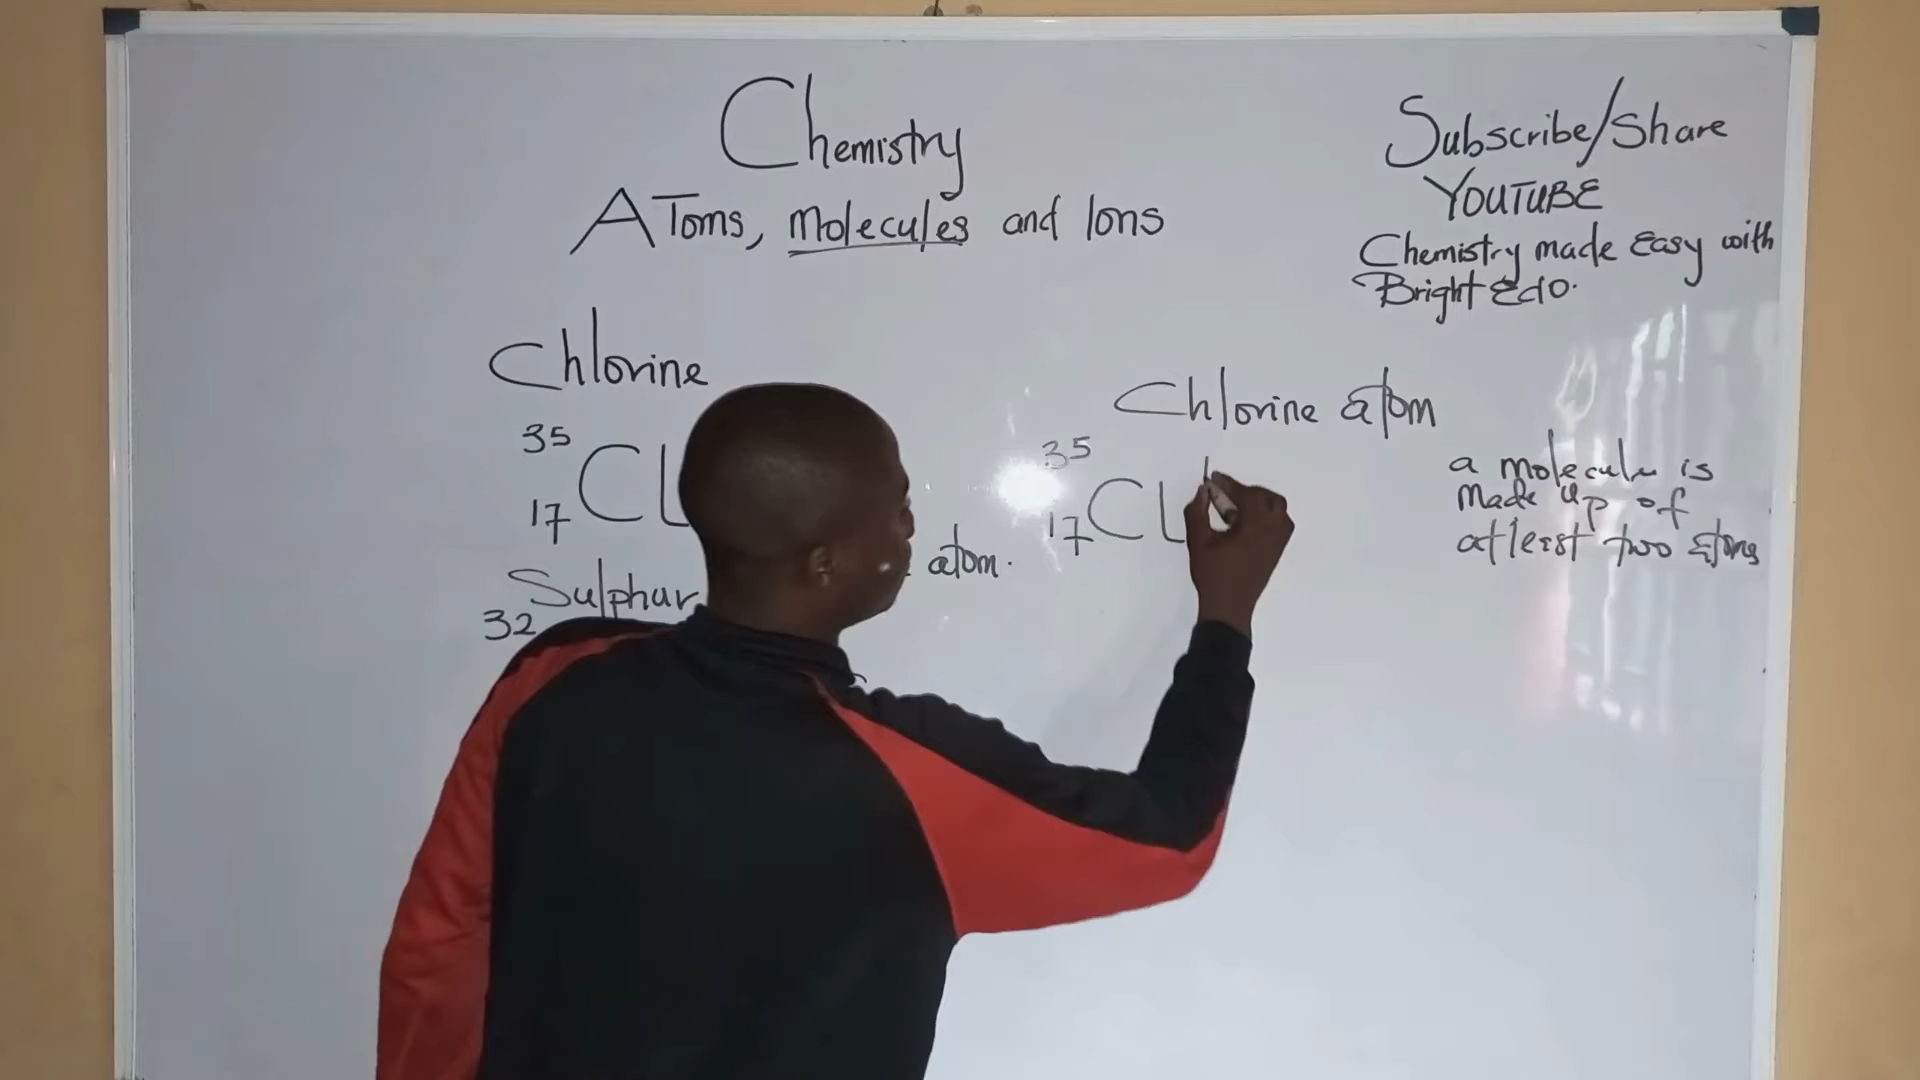 Chemistry
ATOms, Molecules and Ions
Subscribe/Share
YOUTUBE
Chemistry made Easy with
Bright Edo.
Chlorine
35
17 Cl
Sulphur
32
atom.
Chlorine atom
35
17 Cl
a molecule is
Made up of
atleast two atoms